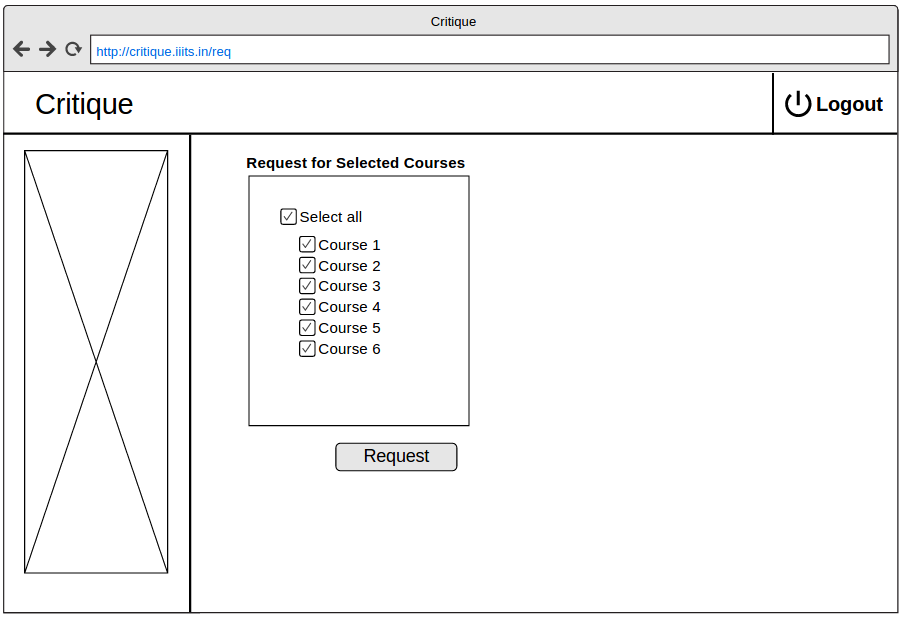 Critique
http://critique.iiits.in/req
Critique
Logout
Request for Selected Courses
Select all
Course 1
Course 2
Course 3
Course 4
Course 5
Course 6
Request